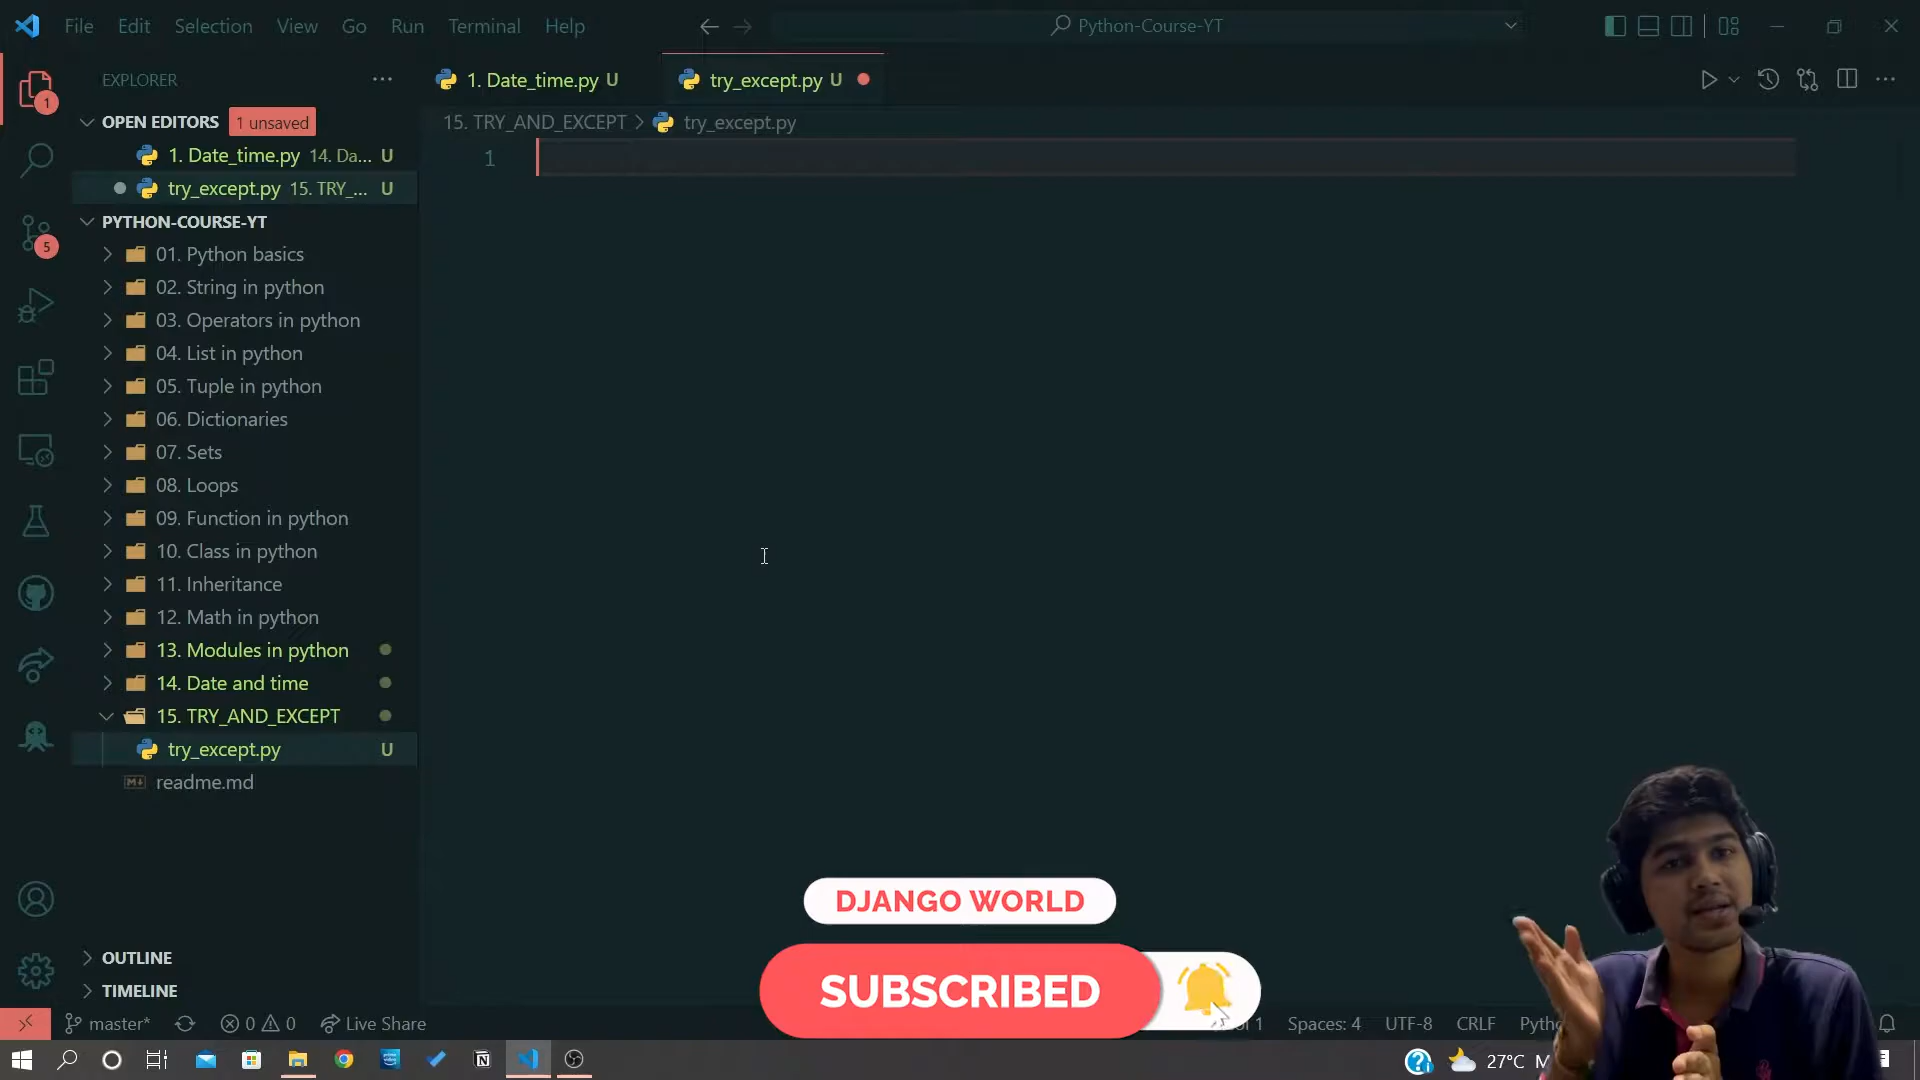 File Edit Selection View Go Run Terminal Help
Python-Course-YT
EXPLORER
1. Date_time.py U
try_except.py U
1
OPEN EDITORS 1 unsaved
15. TRY_AND_EXCEPT > try_except.py
1. Date_time.py 14. Da... U
1
try_except.py 15. TRY_... U
PYTHON-COURSE-YT
5
01. Python basics
02. String in python
03. Operators in python
04. List in python
05. Tuple in python
06. Dictionaries
07. Sets
08. Loops
09. Function in python
10. Class in python
11. Inheritance
12. Math in python
13. Modules in python
14. Date and time
15. TRY_AND_EXCEPT
try_except.py U
readme.md
DJANGO WORLD
SUBSCRIBED
OUTLINE
TIMELINE
master*
0 0
Live Share
1
Spaces: 4
UTF-8
CRLF
27°C